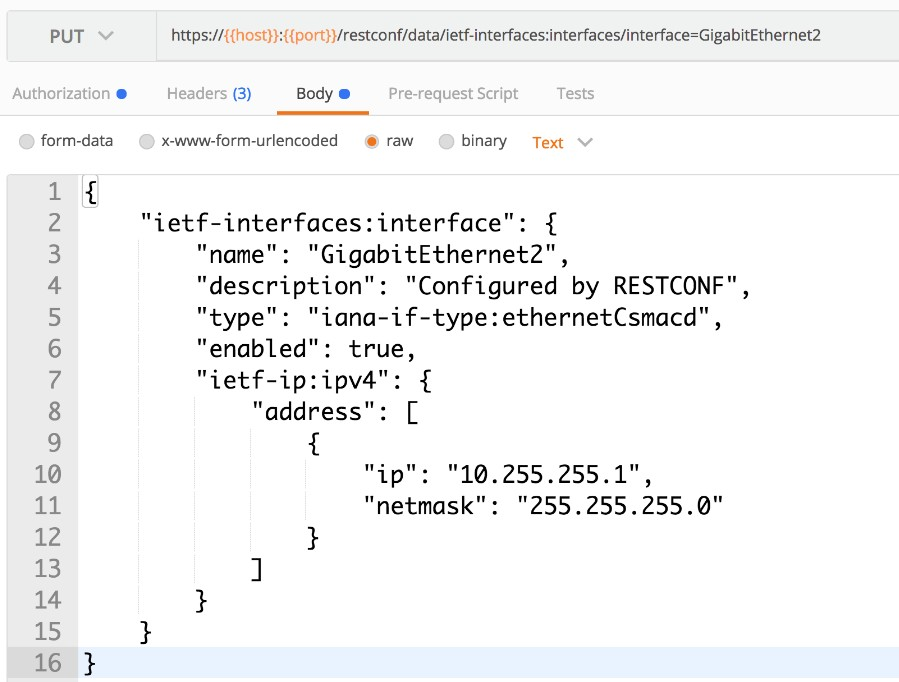 PUT https://{{host}}:{{port}}/restconf/data/ietf-interfaces:interfaces/interface=GigabitEthernet2
Authorization Headers (3) Body Pre-request Script Tests
form-data x-www-form-urlencoded raw binary Text
1 {
2     "ietf-interfaces:interface": {
3         "name": "GigabitEthernet2",
4         "description": "Configured by RESTCONF",
5         "type": "iana-if-type:ethernetCsmacd",
6         "enabled": true,
7         "ietf-ip:ipv4": {
8             "address": [
9                 {
10                     "ip": "10.255.255.1",
11                     "netmask": "255.255.255.0"
12                 }
13             ]
14         }
15     }
16 }